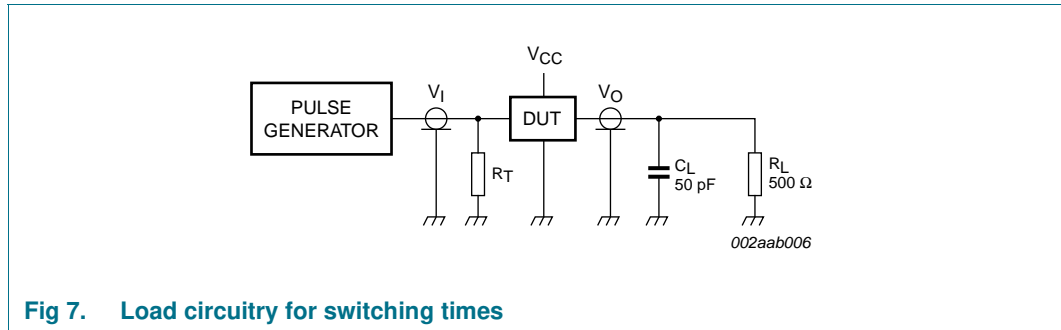 VCC
VI
VO
PULSE
GENERATOR
DUT
RT
CL
50 pF
RL
500 Ω
002aab006
Fig 7. Load circuitry for switching times